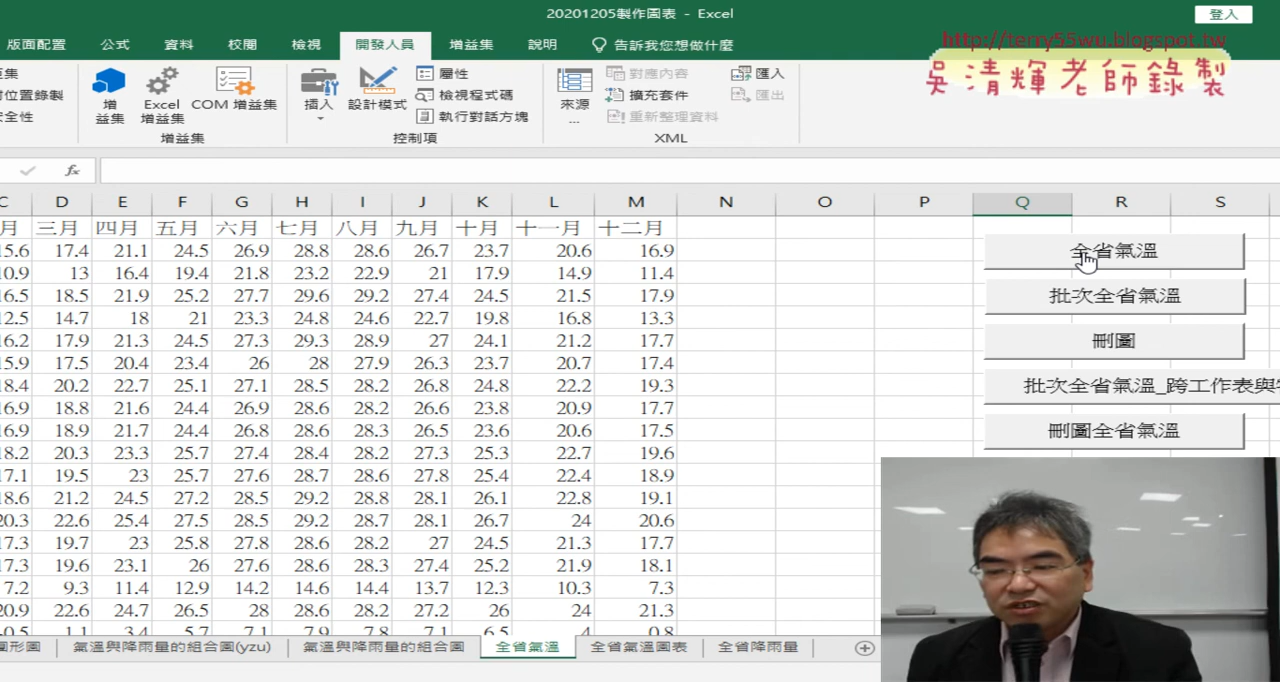 20201205製作圖表 - Excel
登入
版面配置 公式 資料 校閱 檢視 開發人員 增益集 說明 告訴我您想做什麼
http://terry55wu.blogspot.tw
吳清輝老師錄製
增益集
Excel 增益集
COM 增益集
增益集
插入
設計模式
屬性
檢視程式碼
執行對話方塊
控制項
來源
...
對應內容
擴充套件
重新整理資料
匯入
匯出
XML
fx
C D E F G H I J K L M N O P Q R S
月 三月 四月 五月 六月 七月 八月 九月 十月 十一月 十二月
15.6 17.4 21.1 24.5 26.9 28.8 28.6 26.7 23.7 20.6 16.9
10.9 13 16.4 19.4 21.8 23.2 22.9 21 17.9 14.9 11.4
16.5 18.5 21.9 25.2 27.7 29.6 29.2 27.4 24.5 21.5 17.9
12.5 14.7 18 21 23.3 24.8 24.6 22.7 19.8 16.8 13.3
16.2 17.9 21.3 24.5 27.3 29.3 28.9 27 24.1 21.2 17.7
15.9 17.5 20.4 23.4 26 28 27.9 26.3 23.7 20.7 17.4
18.4 20.2 22.7 25.1 27.1 28.5 28.2 26.8 24.8 22.2 19.3
16.9 18.8 21.6 24.4 26.9 28.6 28.2 26.6 23.8 20.9 17.7
16.9 18.9 21.7 24.4 26.8 28.6 28.3 26.5 23.6 20.6 17.5
18.2 20.3 23.3 25.7 27.4 28.4 28.2 27.3 25.3 22.7 19.6
17.1 19.5 23 25.7 27.6 28.7 28.6 27.8 25.4 22.4 18.9
18.6 21.2 24.5 27.2 28.5 29.2 28.8 28.1 26.1 22.8 19.1
20.3 22.6 25.4 27.5 28.5 29.2 28.7 28.1 26.7 24 20.6
17.3 19.7 23 25.8 27.8 28.6 28.2 27 24.5 21.3 17.7
17.3 19.6 23.1 26 27.6 28.6 28.3 27.4 25.2 21.9 18.1
7.2 9.3 11.4 12.9 14.2 14.6 14.4 13.7 12.3 10.3 7.3
20.9 22.6 24.7 26.5 28 28.6 28.2 27.2 26 24 21.3
-0.5 1.1 3.4 5.7 7.1 7.9 7.8 7.1 6.5 4 0.8
全省氣溫
批次全省氣溫
刪圖
批次全省氣溫_跨工作表與
刪圖全省氣溫
圓形圖 氣溫與降雨量的組合圖(yzu) 氣溫與降雨量的組合圖 全省氣溫 全省氣溫圖表 全省降雨量